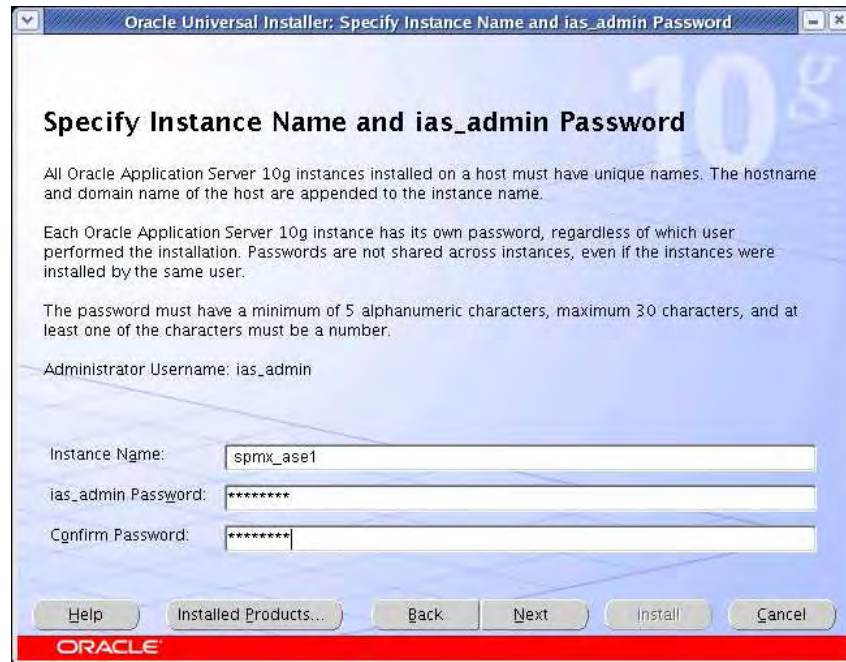 Oracle Universal Installer: Specify Instance Name and ias_admin Password
10g
Specify Instance Name and ias_admin Password
All Oracle Application Server 10g instances installed on a host must have unique names. The hostname
and domain name of the host are appended to the instance name.
Each Oracle Application Server 10g instance has its own password, regardless of which user
performed the installation. Passwords are not shared across instances, even if the instances were
installed by the same user.
The password must have a minimum of 5 alphanumeric characters, maximum 30 characters, and at
least one of the characters must be a number.
Administrator Username: ias_admin
Instance Name: spmx_ase1
ias_admin Password: ********
Confirm Password: ********
Help Installed Products... Back Next Install Cancel
ORACLE